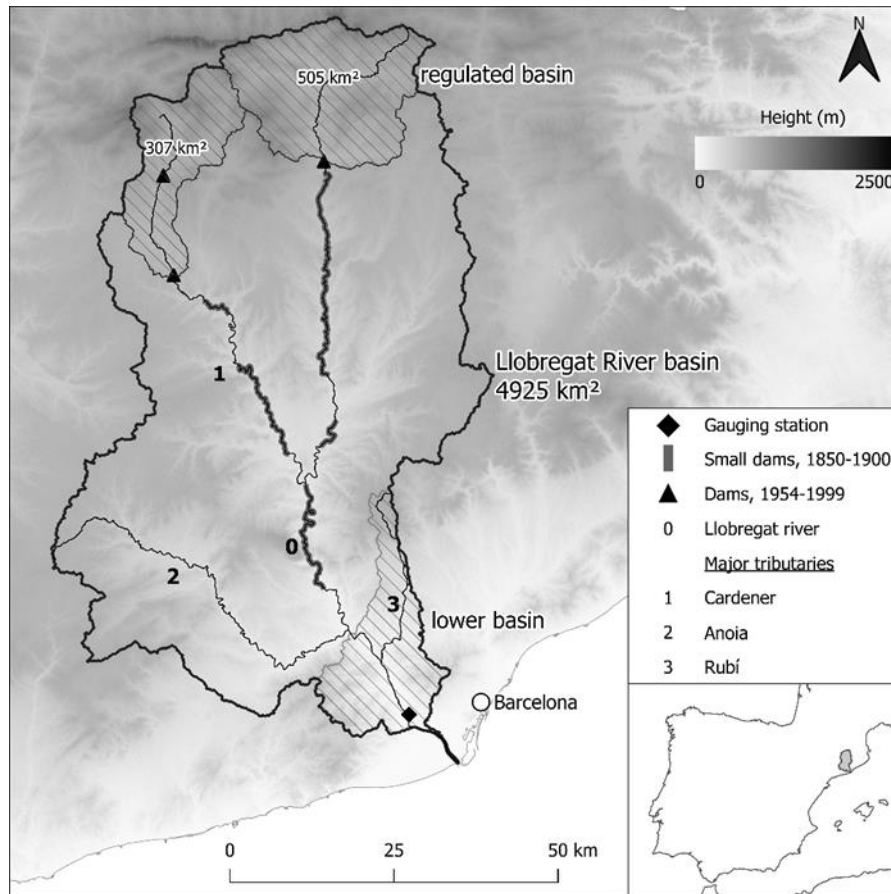 N
505 km²
regulated basin
Height (m)
307 km²
0
2500
1
Llobregat River basin
4925 km²
Gauging station
Small dams, 1850-1900
Dams, 1954-1999
0 Llobregat river
Major tributaries
1 Cardener
2 Anoia
3 Rubí
0
2
3
lower basin
Barcelona
0
25
50 km